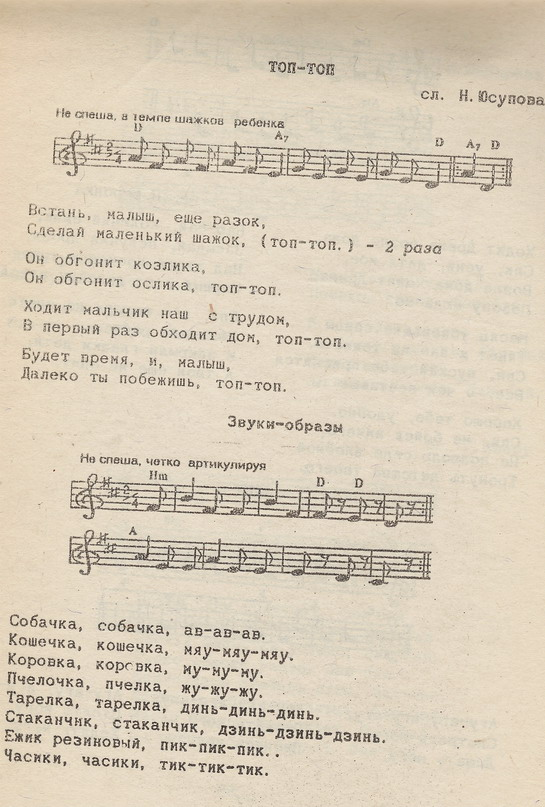 ТОП-ТОП
сл. Н.Юсупова
Не спеша, в темпе шажков ребенка
D A7 D A7 D
2 4
Встань, малыш, еще разок,
Сделай маленький шажок, (топ-топ.) - 2 раза
Он обгонит козлика,
Он обгонит ослика, топ-топ.
Ходит мальчик наш с трудом,
В первый раз обходит дом, топ-топ.
Будет время, и, малыш,
Далеко ты побежишь, топ-топ.
Звуки-образы
Не спеша, четко артикулируя
Hm D D
2 4
A
Собачка, собачка, ав-ав-ав.
Кошечка, кошечка, мяу-мяу-мяу.
Коровка, коровка, му-му-му.
Пчелочка, пчелка, жу-жу-жу.
Тарелка, тарелка, динь-динь-динь.
Стаканчик, стаканчик, дзинь-дзинь-дзинь.
Ежик резиновый, пик-пик-пик..
Часики, часики, тик-тик-тик.